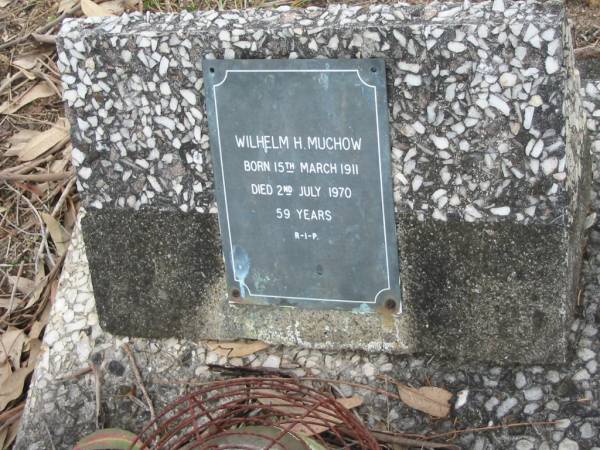 WILHELM H. MUCHOW
BORN 15TH MARCH 1911
DIED 2ND JULY 1970
59 YEARS
R-I-P.